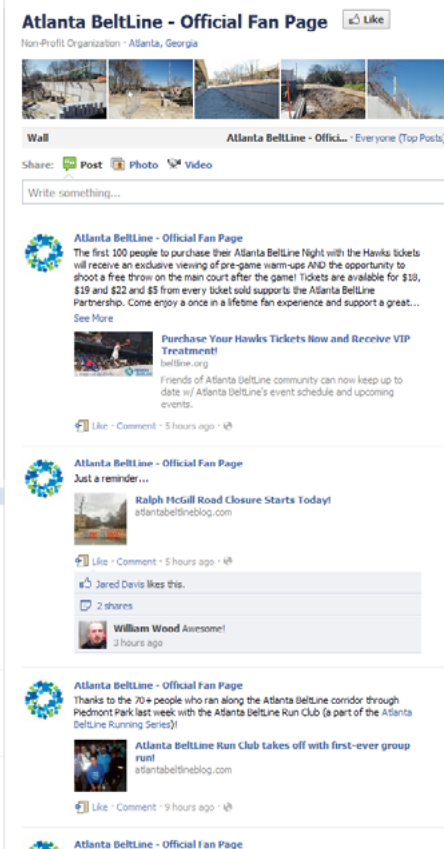 Atlanta BeltLine - Official Fan Page Like
Non-Profit Organization · Atlanta, Georgia
Wall Atlanta BeltLine - Offici... · Everyone (Top Posts)
Share: Post Photo Video
Write something...
Atlanta BeltLine - Official Fan Page
The first 100 people to purchase their Atlanta BeltLine Night with the Hawks tickets
will receive an exclusive viewing of pre-game warm-ups AND the opportunity to
shoot a free throw on the main court after the game! Tickets are available for $18,
$19 and $22 and $5 from every ticket sold supports the Atlanta BeltLine
Partnership. Come enjoy a once in a lifetime fan experience and support a great...
See More
Purchase Your Hawks Tickets Now and Receive VIP
Treatment!
beltline.org
Friends of Atlanta BeltLine community can now keep up to
date w/ Atlanta BeltLine's event schedule and upcoming
events.
Like · Comment · 5 hours ago ·
Atlanta BeltLine - Official Fan Page
Just a reminder...
Ralph McGill Road Closure Starts Today!
atlantabeltlineblog.com
Like · Comment · 5 hours ago ·
Jared Davis likes this.
2 shares
William Wood Awesome!
3 hours ago
Atlanta BeltLine - Official Fan Page
Thanks to the 70+ people who ran along the Atlanta BeltLine corridor through
Piedmont Park last week with the Atlanta BeltLine Run Club (a part of the Atlanta
BeltLine Running Series)!
Atlanta BeltLine Run Club takes off with first-ever group
run!
atlantabeltlineblog.com
Like · Comment · 9 hours ago ·
Atlanta BeltLine - Official Fan Page